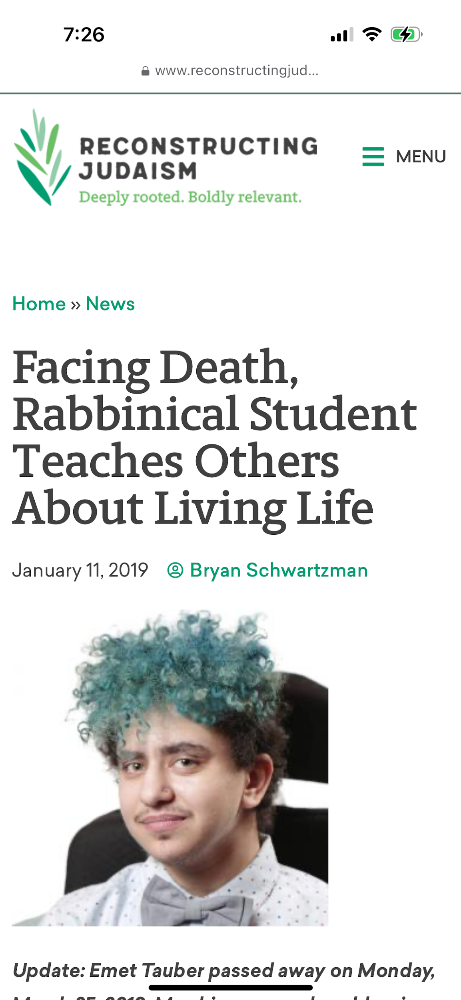 7:26
www.reconstructingjud...
RECONSTRUCTING
JUDAISM
Deeply rooted. Boldly relevant.
MENU
Home » News
Facing Death,
Rabbinical Student
Teaches Others
About Living Life
January 11, 2019 Bryan Schwartzman
Update: Emet Tauber passed away on Monday,